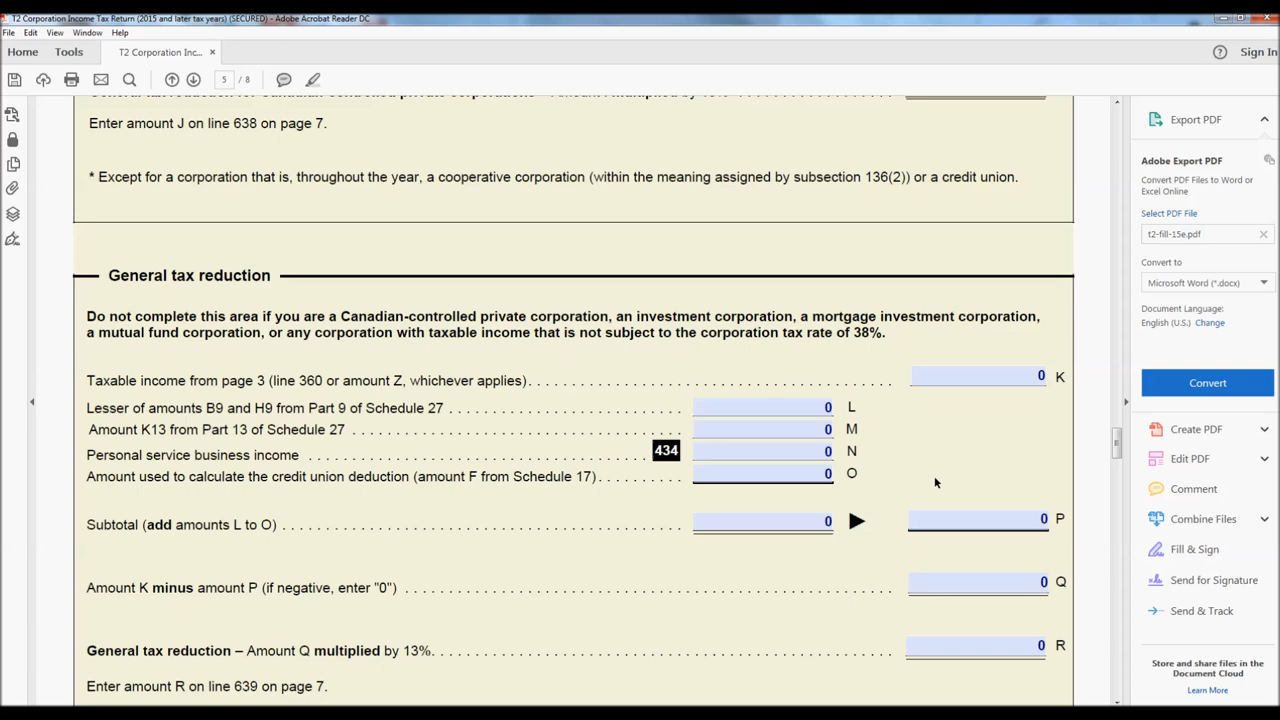 T2 Corporation Income Tax Return (2015 and later tax years) (SECURED) - Adobe Acrobat Reader DC
File Edit View Window Help
Home Tools T2 Corporation Inc... × Sign In
5 / 8
Enter amount J on line 638 on page 7.
* Except for a corporation that is, throughout the year, a cooperative corporation (within the meaning assigned by subsection 136(2)) or a credit union.
General tax reduction
Do not complete this area if you are a Canadian-controlled private corporation, an investment corporation, a mortgage investment corporation,
a mutual fund corporation, or any corporation with taxable income that is not subject to the corporation tax rate of 38%.
Taxable income from page 3 (line 360 or amount Z, whichever applies) 0 K
Lesser of amounts B9 and H9 from Part 9 of Schedule 27 0 L
Amount K13 from Part 13 of Schedule 27 0 M
Personal service business income 434 0 N
Amount used to calculate the credit union deduction (amount F from Schedule 17) 0 O
Subtotal (add amounts L to O) 0 ► 0 P
Amount K minus amount P (if negative, enter "0") 0 Q
General tax reduction – Amount Q multiplied by 13%. 0 R
Enter amount R on line 639 on page 7.
Export PDF
Adobe Export PDF
Convert PDF Files to Word or
Excel Online
Select PDF File
t2-fill-15e.pdf
Convert to
Microsoft Word (*.docx)
Document Language:
English (U.S.) Change
Convert
Create PDF
Edit PDF
Comment
Combine Files
Fill & Sign
Send for Signature
Send & Track
Store and share files in the
Document Cloud
Learn More